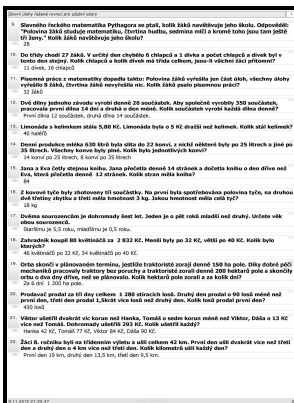 Slovní úlohy řešené rovnicí pro učební obory
9. Slavného řeckého matematika Pythagora se ptali, kolik žáků navštěvuje jeho školu. Odpověděl:
"Polovina žáků studuje matematiku, čtvrtina hudbu, sedmina mlčí a kromě toho jsou tam ještě
tři ženy." Kolik žáků navštěvuje jeho školu?
28
10. Do třídy chodí 27 žáků. V určitý den chybělo 6 chlapců a 1 dívka a počet chlapců a dívek byl v
tento den stejný. Kolik chlapců a kolik dívek má třída celkem, jsou-li všichni žáci přítomni?
11 dívek, 16 chlapců
11. Písemná práce z matematiky dopadla takto: Polovina žáků vyřešila jen část úloh, všechny úlohy
vyřešilo 8 žáků, čtvrtina žáků nevyřešila nic. Kolik žáků psalo písemnou práci?
32 žáků
12. Dvě dílny jednoho závodu vyrobí denně 26 součástek. Aby společně vyrobily 350 součástek,
pracovala první dílna 14 dní a druhá o den méně. Kolik součástek vyrobí každá dílna denně?
První dílna 12 součástek, druhá dílna 14 součástek.
13. Limonáda s kelímkem stála 5,80 Kč. Limonáda byla o 5 Kč dražší než kelímek. Kolik stál kelímek?
40 haléřů
14. Denní produkce mléka 630 litrů byla slita do 22 konví, z nichž některé byly po 25 litrech a jiné po
35 litrech. Všechny konve byly plné. Kolik bylo jednotlivých konví?
14 konví po 25 litrech, 8 konví po 35 litrech
15. Jana a Eva četly stejnou knihu. Jana přečetla denně 14 stránek a dočetla knihu o den dříve než
Eva, která přečetla denně 12 stránek. Kolik stran měla kniha?
84
16. Z kovové tyče byly zhotoveny tři součástky. Na první byla spotřebována polovina tyče, na druhou
dvě třetiny zbytku a třetí měla hmotnost 3 kg. Jakou hmotnost měla celá tyč?
18 kg
17. Dvěma sourozencům je dohromady šest let. Jeden je o pět roků mladší než druhý. Určete věk
obou sourozenců.
Staršímu je 5,5 roku, mladšímu je 0,5 roku.
18. Zahradník koupil 80 květináčů za 2 832 Kč. Menší byly po 32 Kč, větší po 40 Kč. Kolik bylo
kterých?
46 květináčů po 32 Kč, 34 květináčů po 40 Kč.
19. Orba skončí v plánovaném termínu, jestliže traktoristé zorají denně 150 ha pole. Díky dobré péči
mechaniků pracovaly traktory bez poruchy a traktoristé zorali denně 200 hektarů pole a skončily
orbu o dva dny dříve, než se plánovalo. Kolik hektarů pole zorali a za kolik dní?
Za 6 dní 1 200 ha pole.
20. Prodavač prodal za tři dny celkem 1 280 stíracích losů. Druhý den prodal o 90 losů méně než
první den, třetí den prodal 1,5krát více losů než druhý den. Kolik losů prodal první den?
430 losů
21. Viktor ušetřil dvakrát víc korun než Hanka, Tomáš o sedm korun méně než Viktor, Dáša o 13 Kč
více než Tomáš. Dohromady ušetřili 293 Kč. Kolik ušetřil každý?
Hanka 42 Kč, Tomáš 77 Kč, Viktor 84 Kč, Dáša 90 Kč.
22. Žáci 8. ročníku byli na třídenním výletu a ušli celkem 42 km. První den ušli dvakrát více než třetí
den a druhý den o 4 km více než třetí den. Kolik kilometrů ušli každý den?
První den 19 km, druhý den 13,5 km, třetí den 9,5 km.